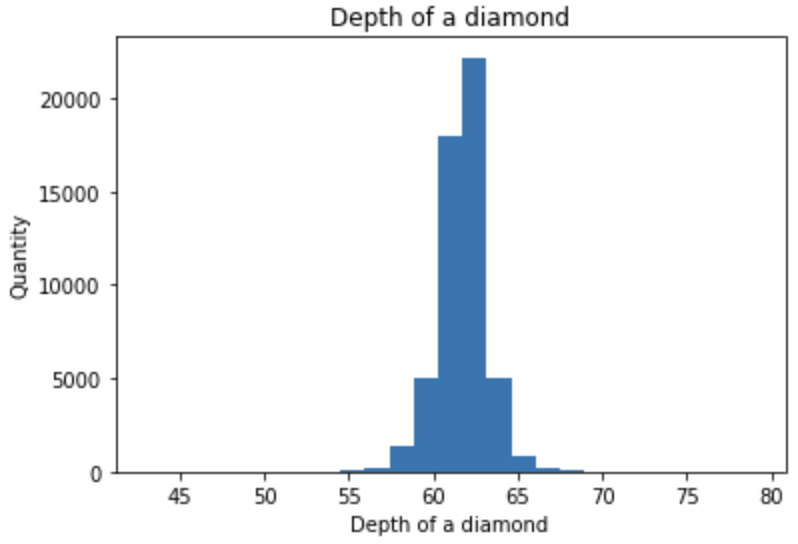 Depth of a diamond
20000
15000
10000
5000
0
Quantity
45 50 55 60 65 70 75 80
Depth of a diamond